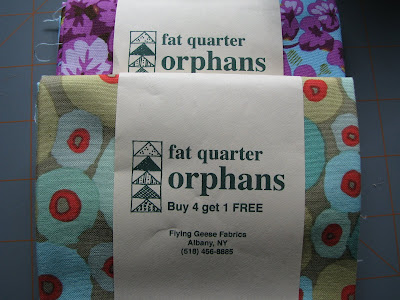 fat quarter
orphans
fat quarter
orphans
Buy 4 get 1 FREE
Flying Geese Fabrics
Albany, NY
(518) 456-8885